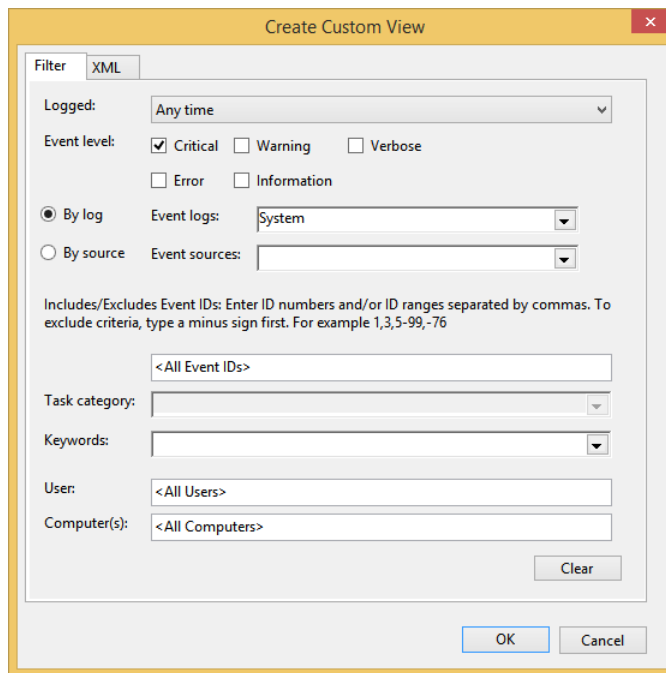 Create Custom View
Filter XML
Logged: Any time
Event level: Critical Warning Verbose
Error Information
By log Event logs: System
By source Event sources:
Includes/Excludes Event IDs: Enter ID numbers and/or ID ranges separated by commas. To
exclude criteria, type a minus sign first. For example 1,3,5-99,-76
<All Event IDs>
Task category:
Keywords:
User: <All Users>
Computer(s): <All Computers>
Clear
OK Cancel